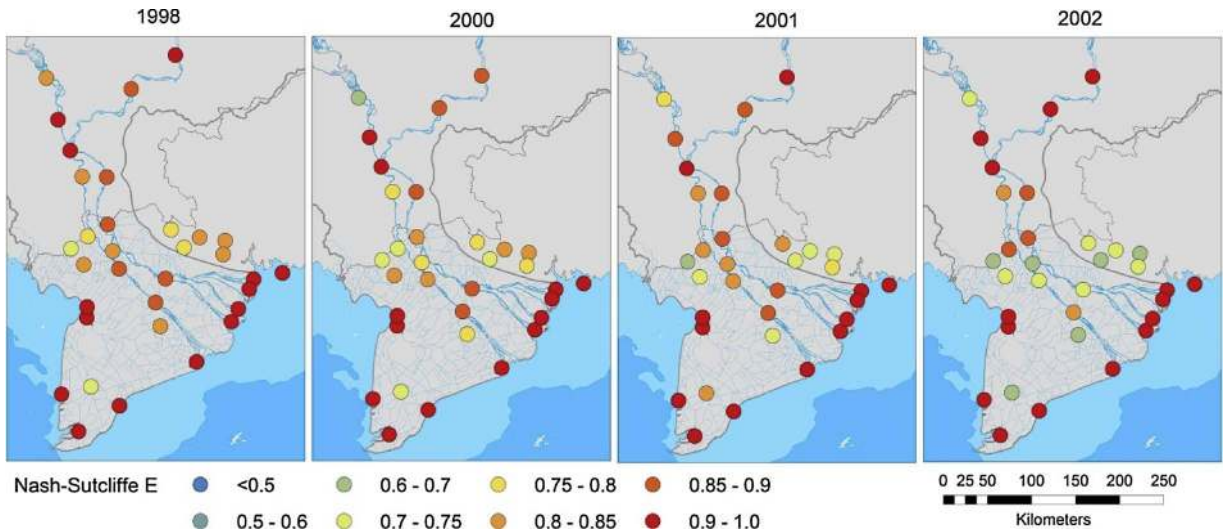 1998 2000 2001 2002
Nash-Sutcliffe E <0.5 0.6 - 0.7 0.75 - 0.8 0.85 - 0.9
0.5 - 0.6 0.7 - 0.75 0.8 - 0.85 0.9 - 1.0
0 25 50 100 150 200 250
Kilometers